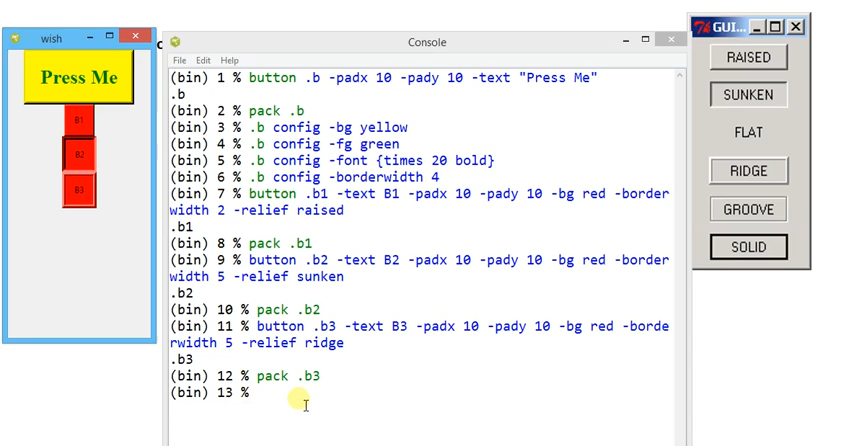 wish
Press Me
B1
B2
B3
Console
File Edit Help
(bin) 1 % button .b -padx 10 -pady 10 -text "Press Me"
.b
(bin) 2 % pack .b
(bin) 3 % .b config -bg yellow
(bin) 4 % .b config -fg green
(bin) 5 % .b config -font {times 20 bold}
(bin) 6 % .b config -borderwidth 4
(bin) 7 % button .b1 -text B1 -padx 10 -pady 10 -bg red -border
width 2 -relief raised
.b1
(bin) 8 % pack .b1
(bin) 9 % button .b2 -text B2 -padx 10 -pady 10 -bg red -border
width 5 -relief sunken
.b2
(bin) 10 % pack .b2
(bin) 11 % button .b3 -text B3 -padx 10 -pady 10 -bg red -borde
rwidth 5 -relief ridge
.b3
(bin) 12 % pack .b3
(bin) 13 %
GUI...
RAISED
SUNKEN
FLAT
RIDGE
GROOVE
SOLID